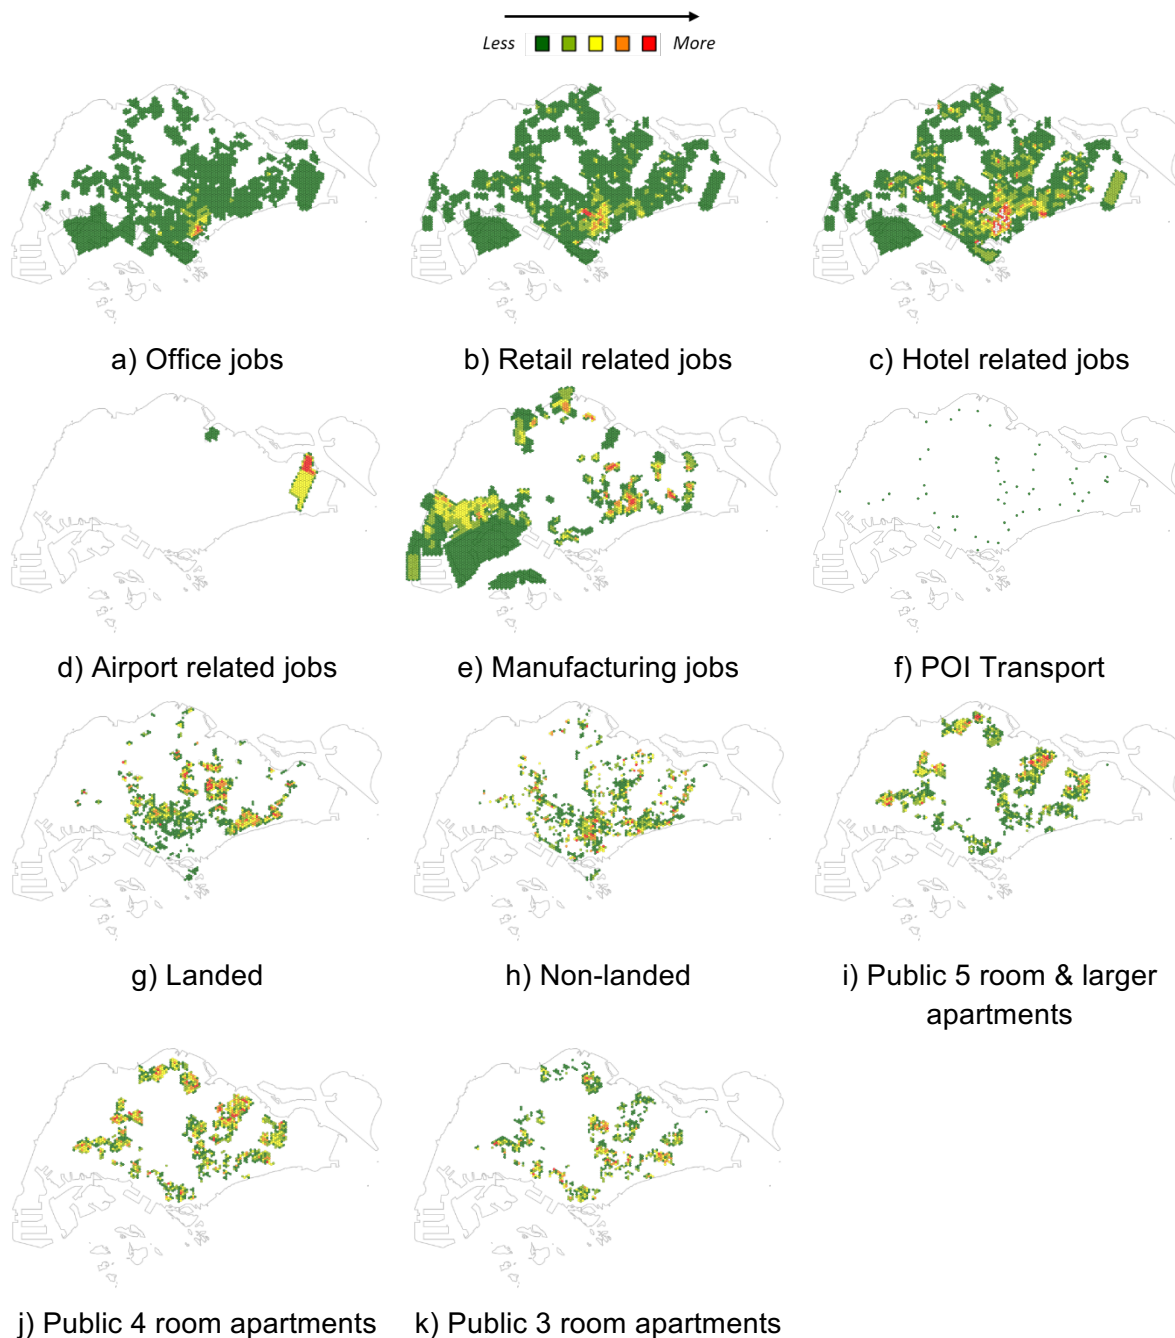 Less More
a) Office jobs
b) Retail related jobs
c) Hotel related jobs
d) Airport related jobs
e) Manufacturing jobs
f) POI Transport
g) Landed
h) Non-landed
i) Public 5 room & larger
apartments
j) Public 4 room apartments
k) Public 3 room apartments